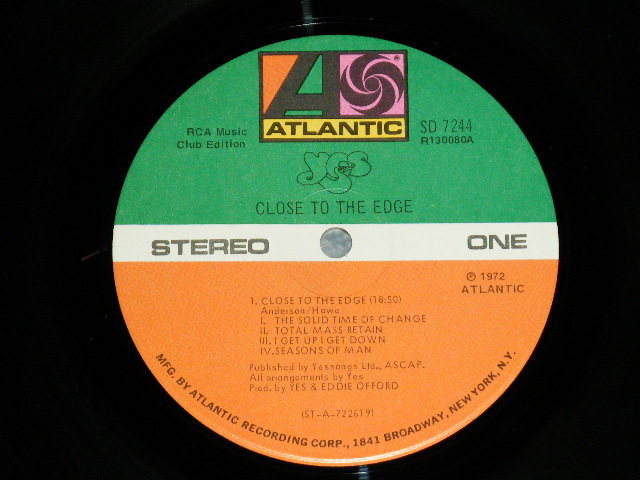 ATLANTIC
RCA Music
Club Edition
SD 7244
R130080A
yes
CLOSE TO THE EDGE
STEREO
ONE
℗ 1972
ATLANTIC
1. CLOSE TO THE EDGE (18:50)
Anderson/Howe
I. THE SOLID TIME OF CHANGE
II. TOTAL MASS RETAIN
III. I GET UP I GET DOWN
IV. SEASONS OF MAN
Published by Yessongs Ltd., ASCAP.
All arrangements by Yes
Prod. by YES & EDDIE OFFORD
(ST-A-722619)
MFG. BY ATLANTIC RECORDING CORP., 1841 BROADWAY, NEW YORK, N.Y.